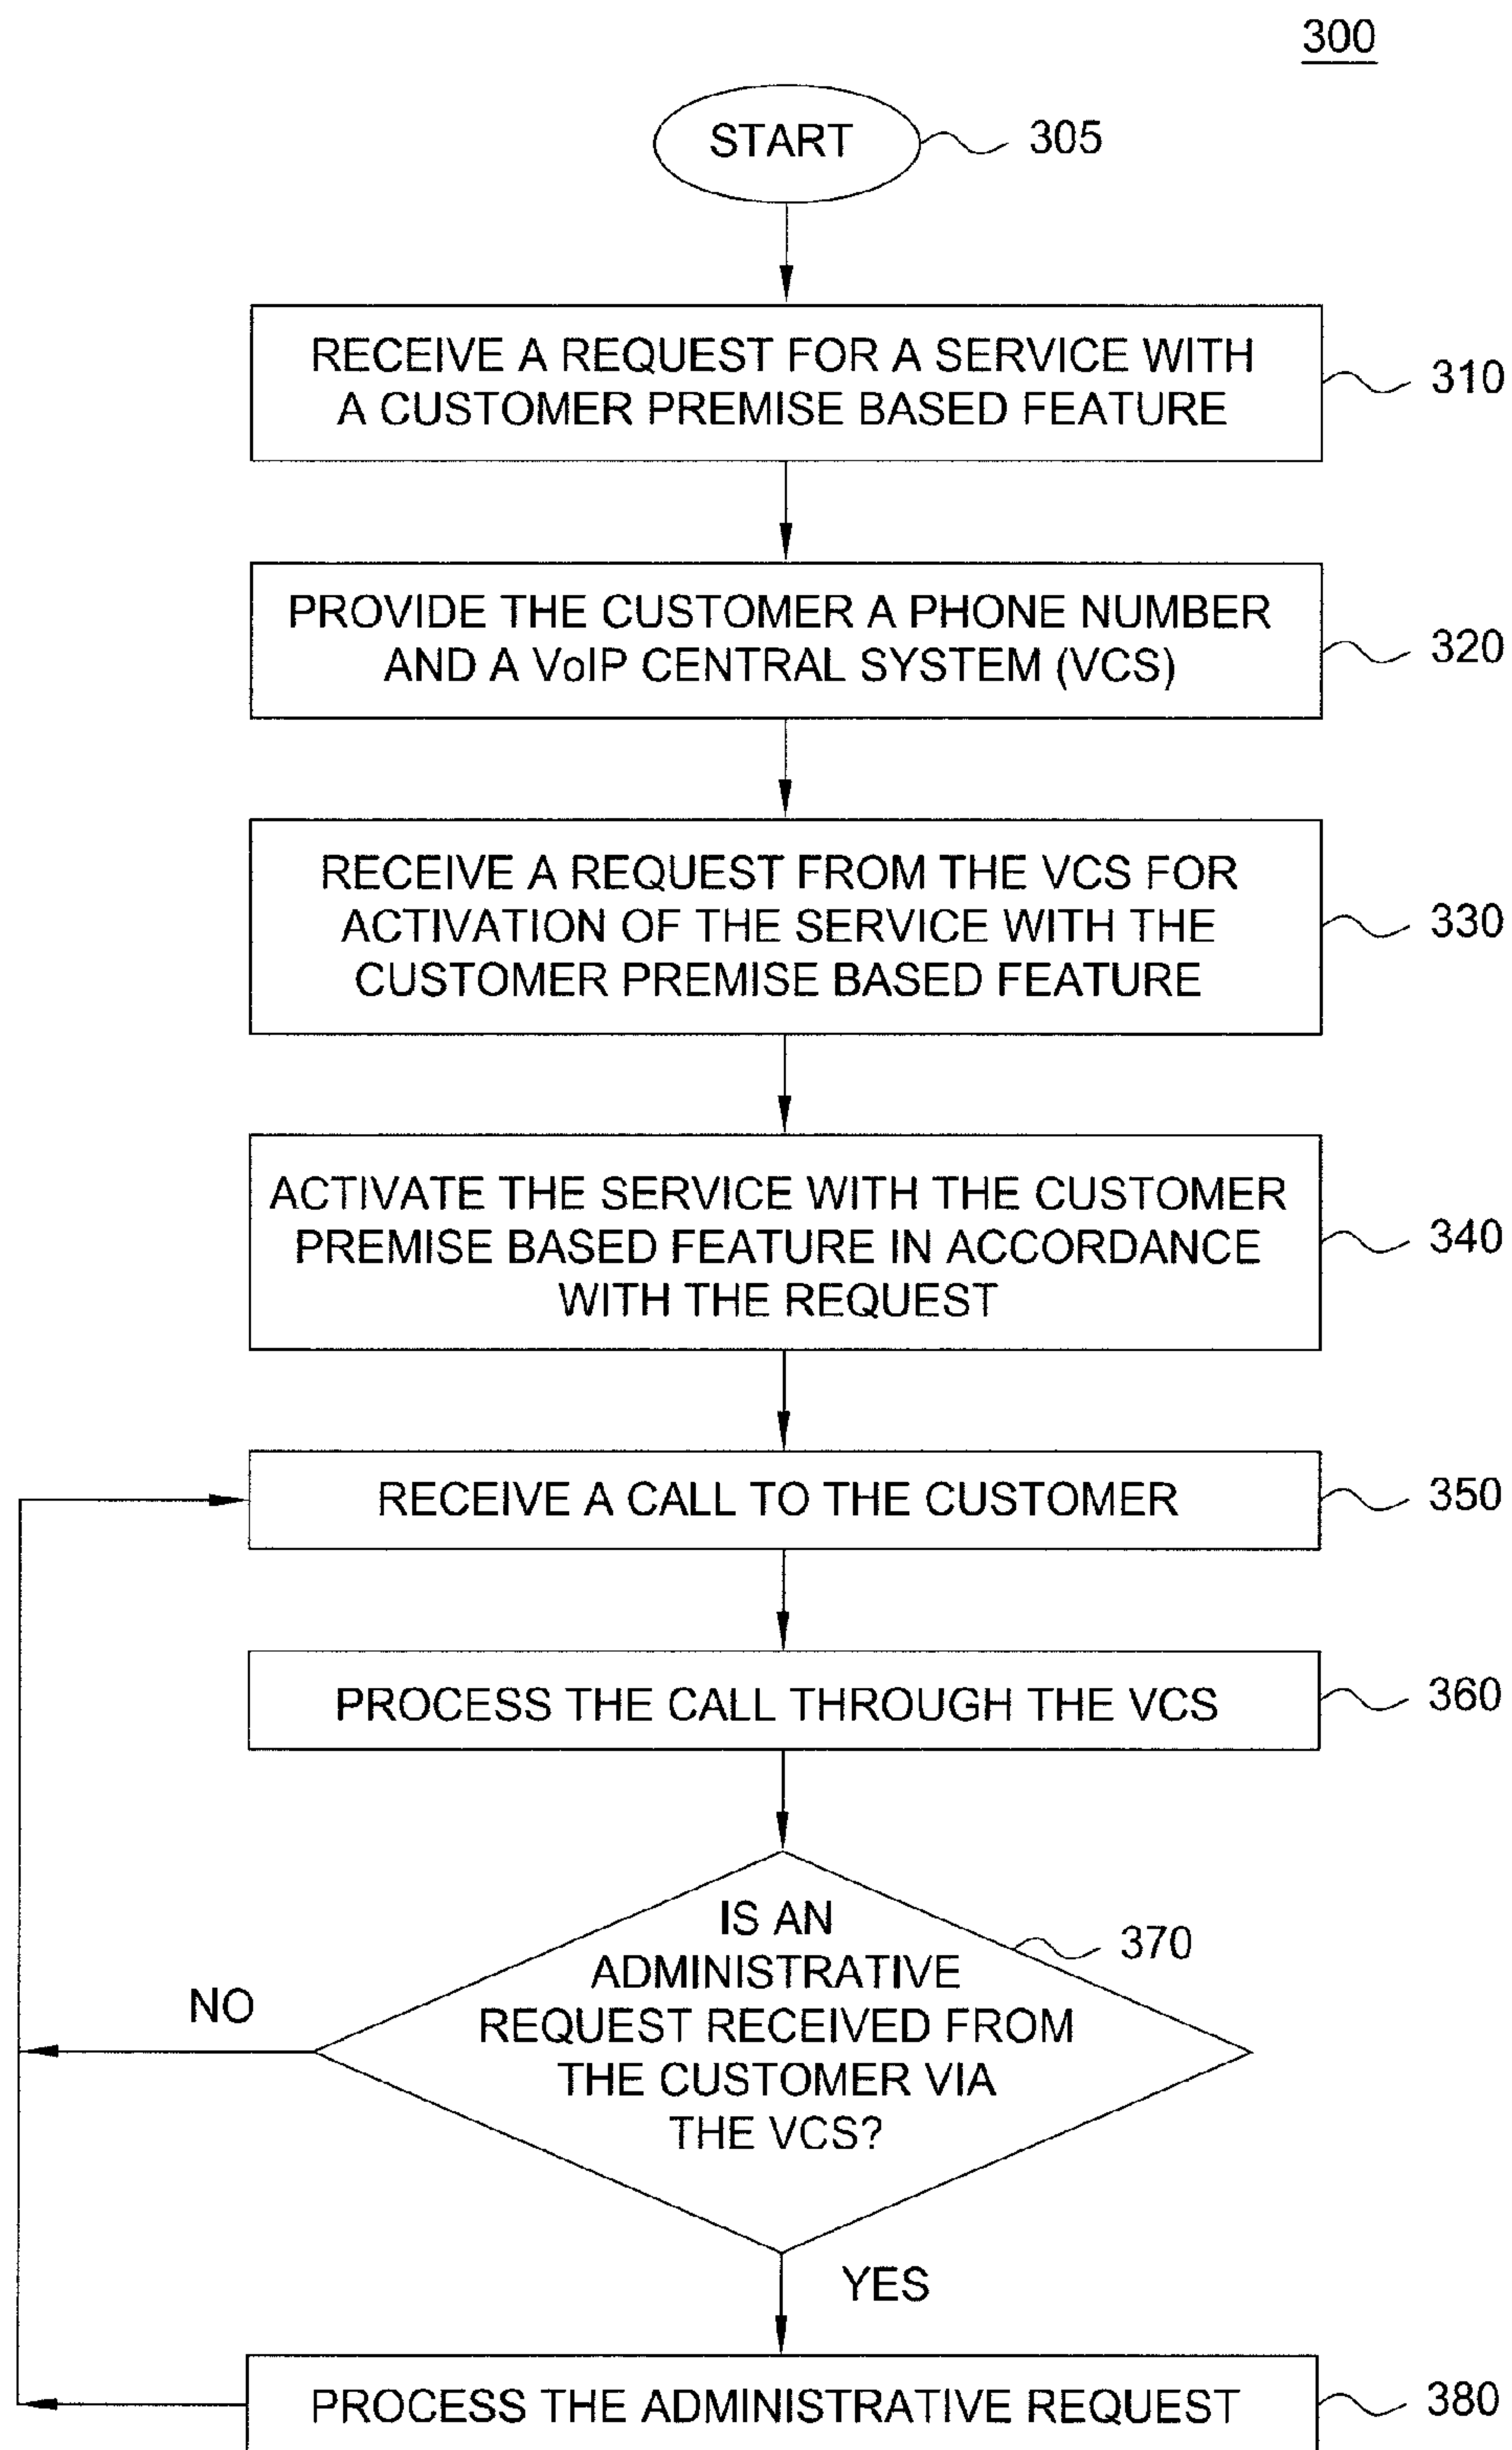 300
START
305
RECEIVE A REQUEST FOR A SERVICE WITH
A CUSTOMER PREMISE BASED FEATURE
310
PROVIDE THE CUSTOMER A PHONE NUMBER
AND A VoIP CENTRAL SYSTEM (VCS)
320
RECEIVE A REQUEST FROM THE VCS FOR
ACTIVATION OF THE SERVICE WITH THE
CUSTOMER PREMISE BASED FEATURE
330
ACTIVATE THE SERVICE WITH THE CUSTOMER
PREMISE BASED FEATURE IN ACCORDANCE
WITH THE REQUEST
340
RECEIVE A CALL TO THE CUSTOMER
350
PROCESS THE CALL THROUGH THE VCS
360
IS AN
ADMINISTRATIVE
REQUEST RECEIVED FROM
THE CUSTOMER VIA
THE VCS?
370
NO
YES
PROCESS THE ADMINISTRATIVE REQUEST
380